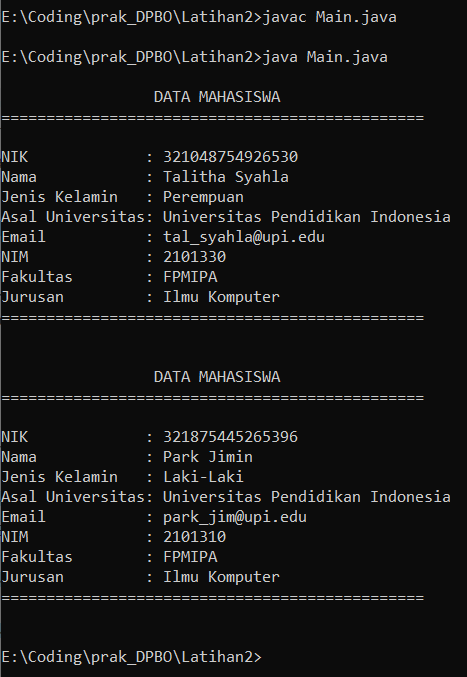 E:\Coding\prak_DPBO\Latihan2>javac Main.java
E:\Coding\prak_DPBO\Latihan2>java Main.java
DATA MAHASISWA
===============================================
NIK             : 321048754926530
Nama            : Talitha Syahla
Jenis Kelamin   : Perempuan
Asal Universitas: Universitas Pendidikan Indonesia
Email           : tal_syahla@upi.edu
NIM             : 2101330
Fakultas        : FPMIPA
Jurusan         : Ilmu Komputer
===============================================
DATA MAHASISWA
===============================================
NIK             : 321875445265396
Nama            : Park Jimin
Jenis Kelamin   : Laki-Laki
Asal Universitas: Universitas Pendidikan Indonesia
Email           : park_jim@upi.edu
NIM             : 2101310
Fakultas        : FPMIPA
Jurusan         : Ilmu Komputer
===============================================
E:\Coding\prak_DPBO\Latihan2>